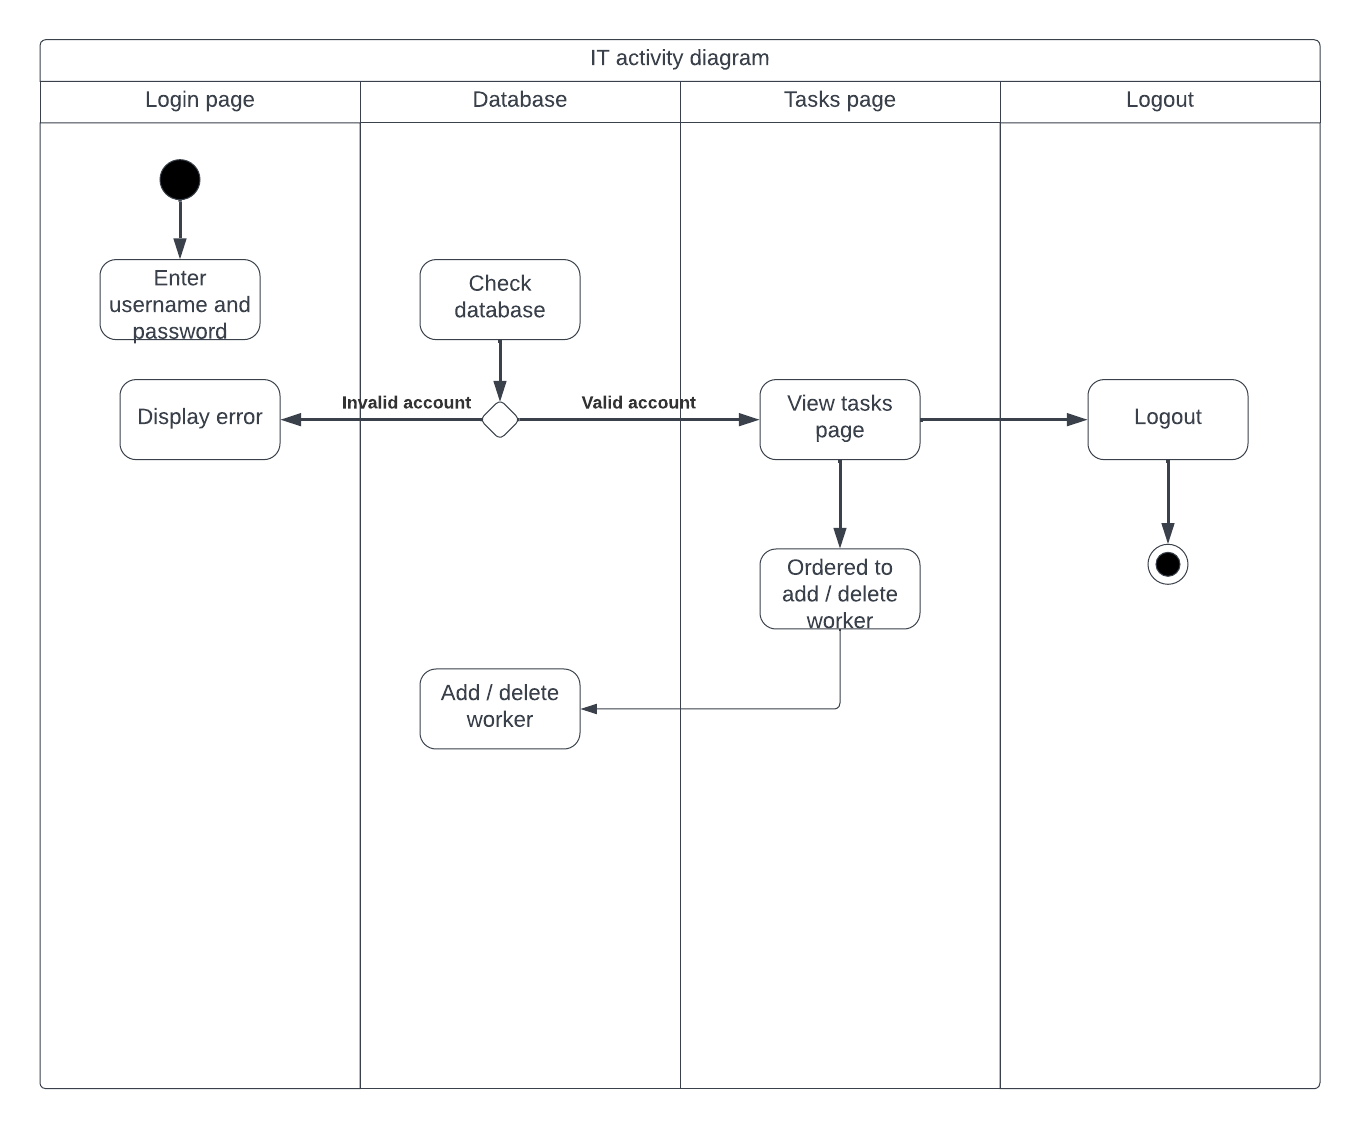 IT activity diagram
Login page
Database
Tasks page
Logout
Enter
username and
password
Check
database
Invalid account
Valid account
Display error
View tasks
page
Logout
Ordered to
add / delete
worker
Add / delete
worker